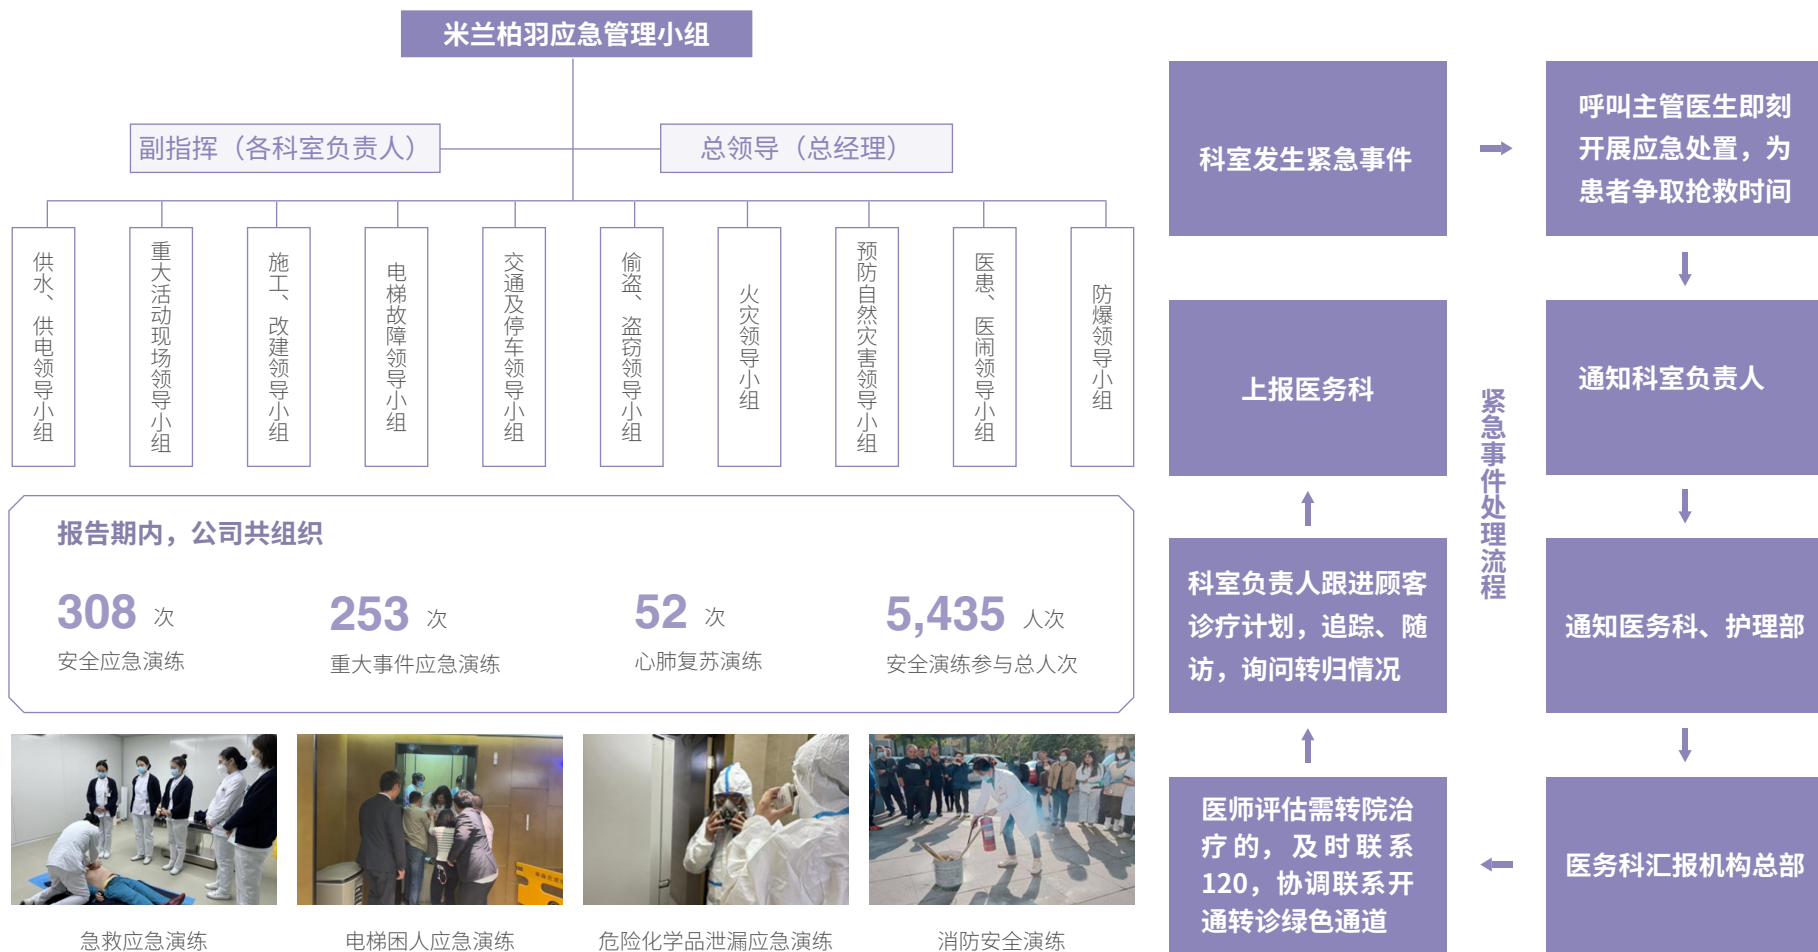 米兰柏羽应急管理小组
副指挥（各科室负责人）
总领导（总经理）
供水、供电领导小组
重大活动现场领导小组
施工、改建领导小组
电梯故障领导小组
交通及停车领导小组
偷盗、盗窃领导小组
火灾领导小组
预防自然灾害领导小组
医患、医闹领导小组
防爆领导小组
报告期内，公司共组织
308 次
安全应急演练
253 次
重大事件应急演练
52 次
心肺复苏演练
5,435 人次
安全演练参与总人次
急救应急演练
电梯困人应急演练
危险化学品泄漏应急演练
消防安全演练
紧急事件处理流程
科室发生紧急事件
呼叫主管医生即刻
开展应急处置，为
患者争取抢救时间
通知科室负责人
通知医务科、护理部
医务科汇报机构总部
医师评估需转院治
疗的，及时联系
120，协调联系开
通转诊绿色通道
科室负责人跟进顾客
诊疗计划，追踪、随
访，询问转归情况
上报医务科